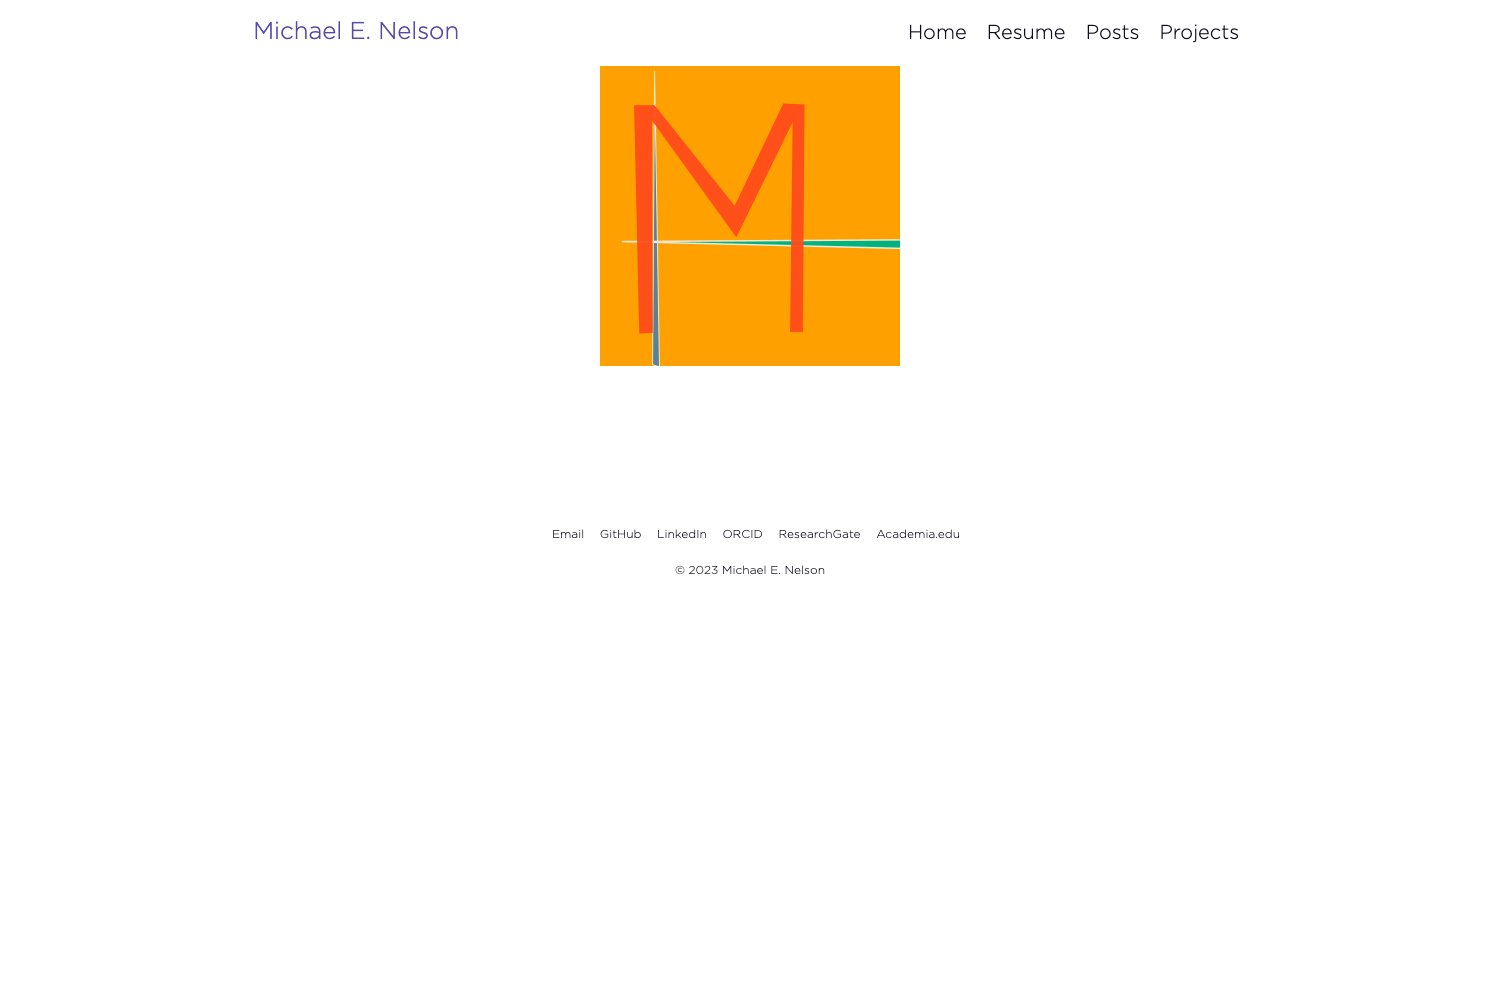 Michael E. Nelson
Home Resume Posts Projects
M
Email GitHub LinkedIn ORCID ResearchGate Academia.edu
© 2023 Michael E. Nelson